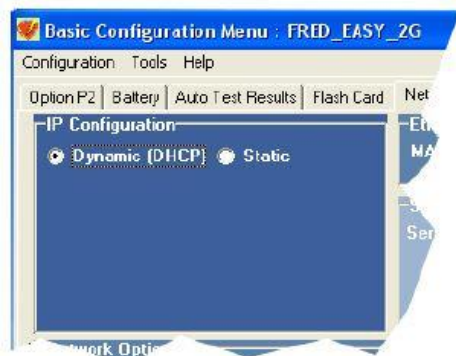 Basic Configuration Menu : FRED_EASY_2G
Configuration Tools Help
Option P2 Battery Auto Test Results Flash Card Net
IP Configuration
Dynamic (DHCP) Static
MA
Ser